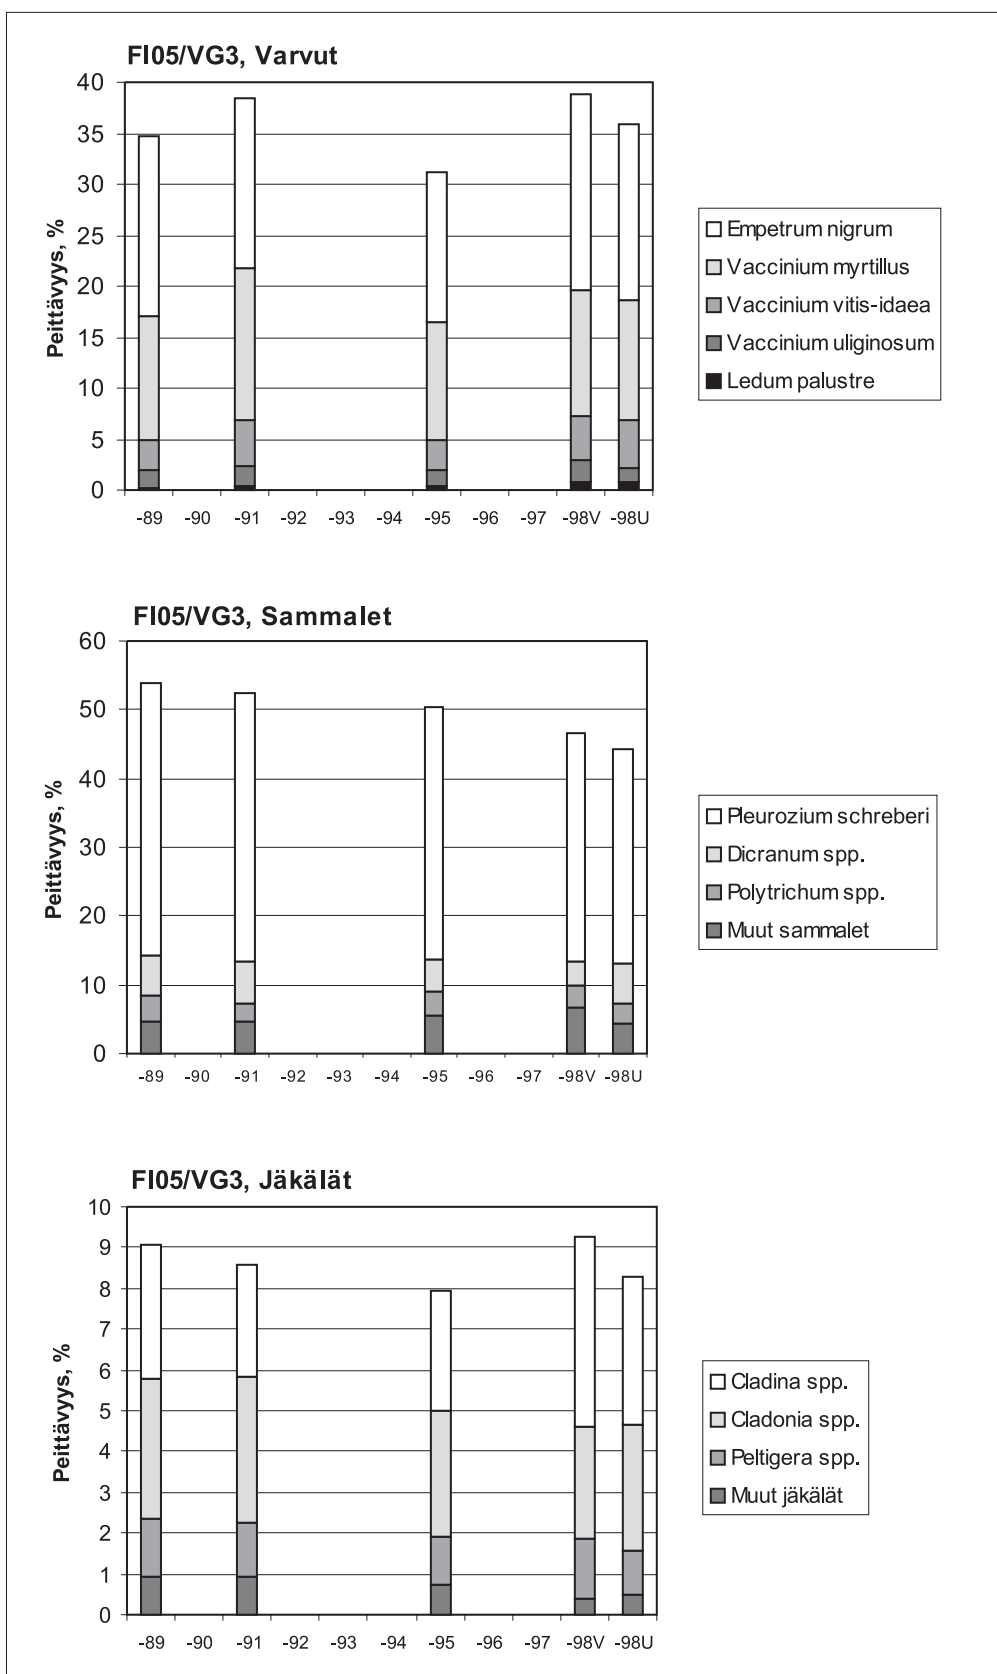 FI05/VG3, Varvut
40
35
30
25
20
15
10
5
0
Peittävyys, %
-89 -90 -91 -92 -93 -94 -95 -96 -97 -98V -98U
Empetrum nigrum
Vaccinium myrtillus
Vaccinium vitis-idaea
Vaccinium uliginosum
Ledum palustre
FI05/VG3, Sammalet
60
50
40
30
20
10
0
Peittävyys, %
-89 -90 -91 -92 -93 -94 -95 -96 -97 -98V -98U
Pleurozium schreberi
Dicranum spp.
Polytrichum spp.
Muut sammalet
FI05/VG3, Jäkälät
10
9
8
7
6
5
4
3
2
1
0
Peittävyys, %
-89 -90 -91 -92 -93 -94 -95 -96 -97 -98V -98U
Cladina spp.
Cladonia spp.
Peltigera spp.
Muut jäkälät